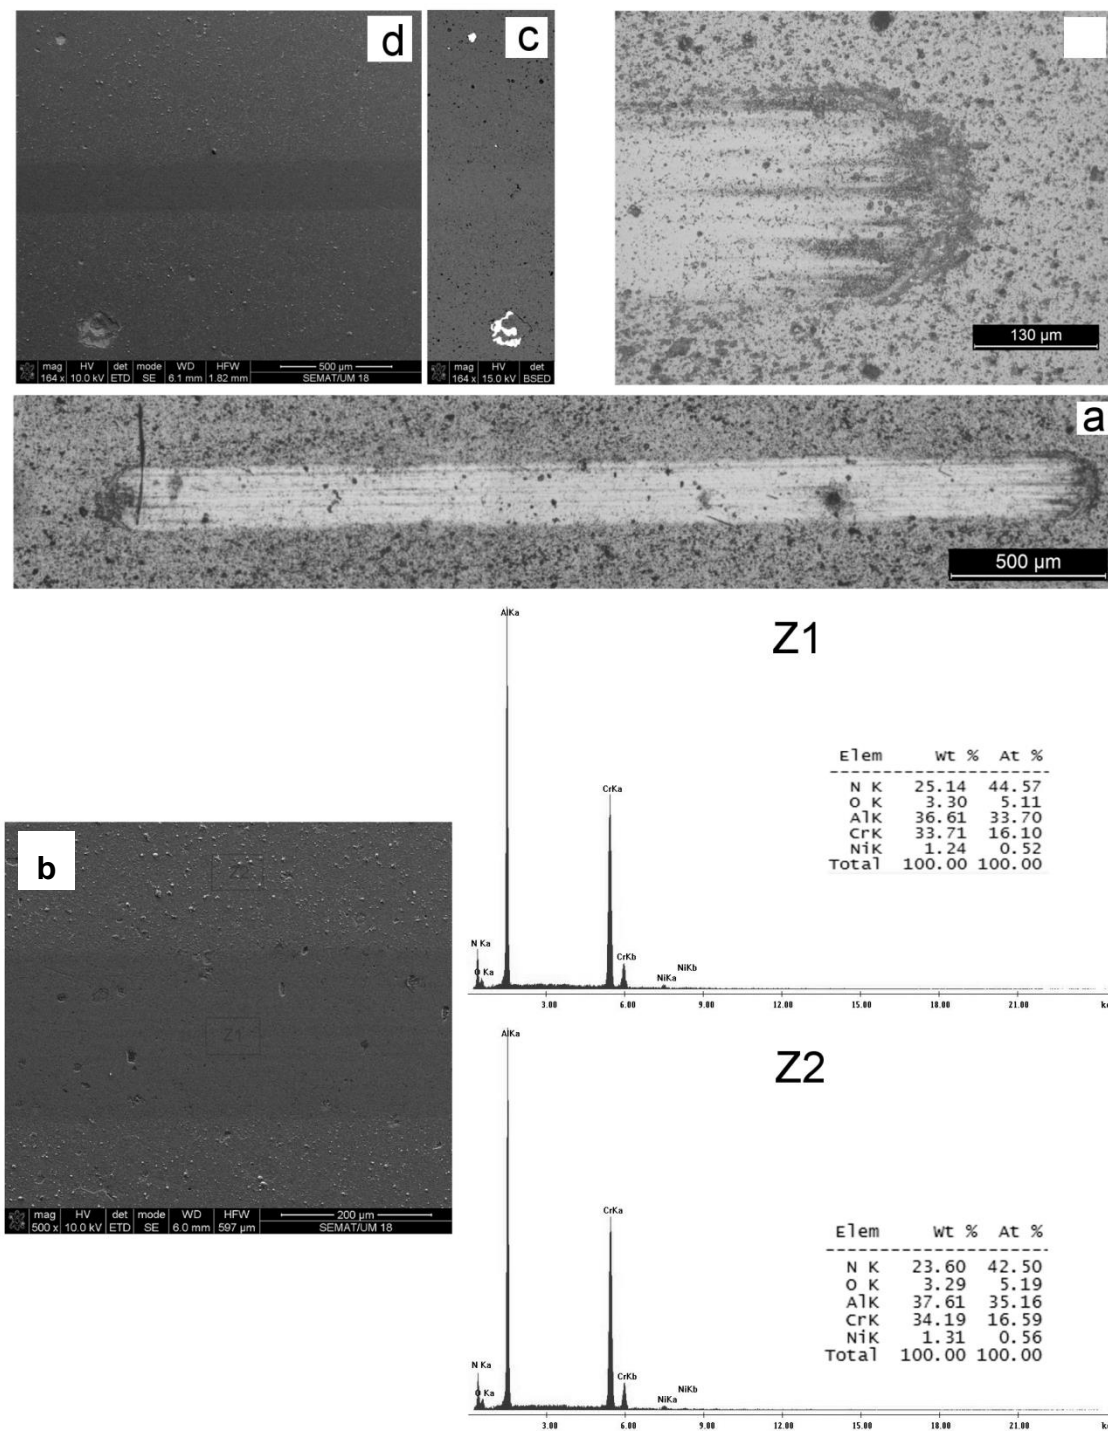 d
mag HV det mode WD HFW 500 µm
164 x 10.0 kV ETD SE 6.1 mm 1.82 mm SEMAT/UM 18
c
mag HV det
164 x 15.0 kV BSED
130 µm
a
500 µm
b
Z2
Z1
mag HV det mode WD HFW 200 µm
500 x 10.0 kV ETD SE 6.0 mm 597 µm SEMAT/UM 18
Z1
AlKa
CrKa
N Ka
O Ka
CrKb
NiKa
NiKb
3.00 6.00 9.00 12.00 15.00 18.00 21.00
Elem Wt % At %
N K 25.14 44.57
O K 3.30 5.11
AlK 36.61 33.70
CrK 33.71 16.10
NiK 1.24 0.52
Total 100.00 100.00
Z2
AlKa
CrKa
N Ka
O Ka
CrKb
NiKa
NiKb
3.00 6.00 9.00 12.00 15.00 18.00 21.00
Elem Wt % At %
N K 23.60 42.50
O K 3.29 5.19
AlK 37.61 35.16
CrK 34.19 16.59
NiK 1.31 0.56
Total 100.00 100.00